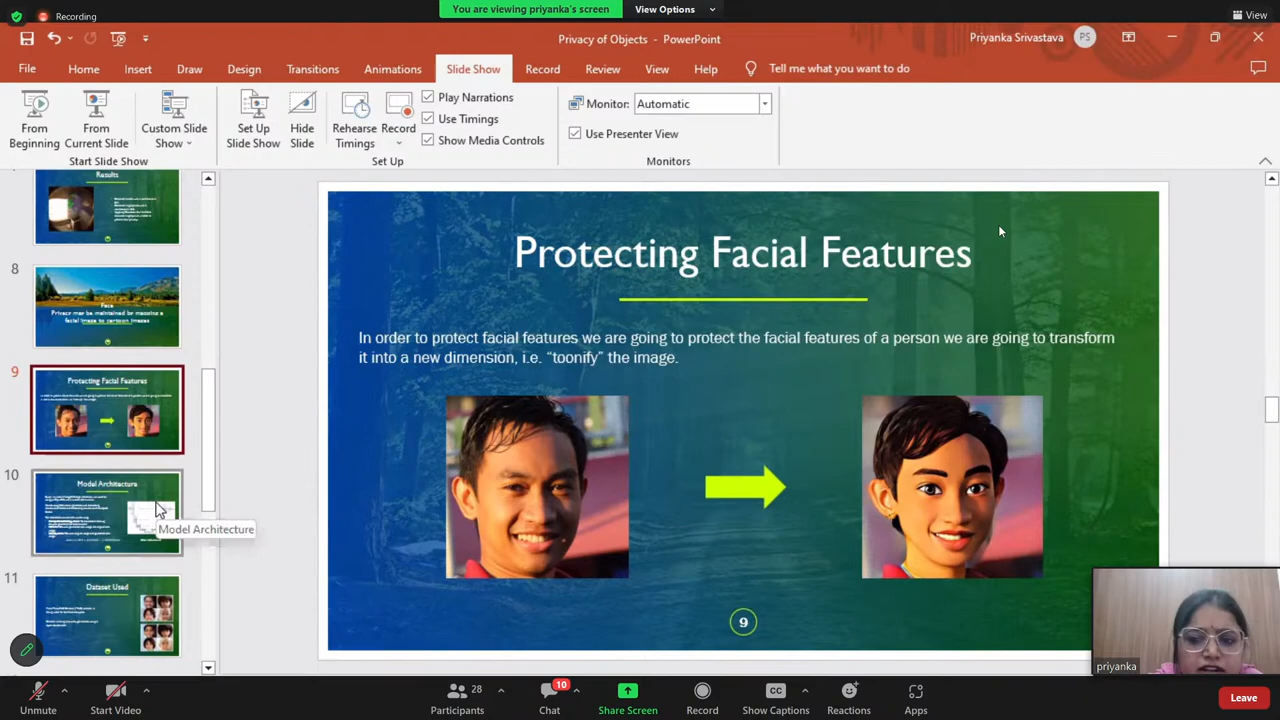 Recording
You are viewing priyanka's screen
View Options
View
Privacy of Objects - PowerPoint
Priyanka Srivastava
PS
File
Home
Insert
Draw
Design
Transitions
Animations
Slide Show
Record
Review
View
Help
Tell me what you want to do
From
Beginning
From
Current Slide
Custom Slide
Show
Start Slide Show
Set Up
Slide Show
Hide
Slide
Rehearse
Timings
Record
Play Narrations
Use Timings
Show Media Controls
Set Up
Monitor:
Automatic
Use Presenter View
Monitors
Results
8
Face
Privacy may be maintained by morphing a
facial image to cartoon images
9
Protecting Facial Features
10
Model Architecture
Model Architecture
11
Dataset Used
Protecting Facial Features
In order to protect facial features we are going to protect the facial features of a person we are going to transform
it into a new dimension, i.e. “toonify” the image.
9
priyanka
Unmute
Start Video
28
Participants
10
Chat
Share Screen
Record
CC
Show Captions
Reactions
Apps
Leave